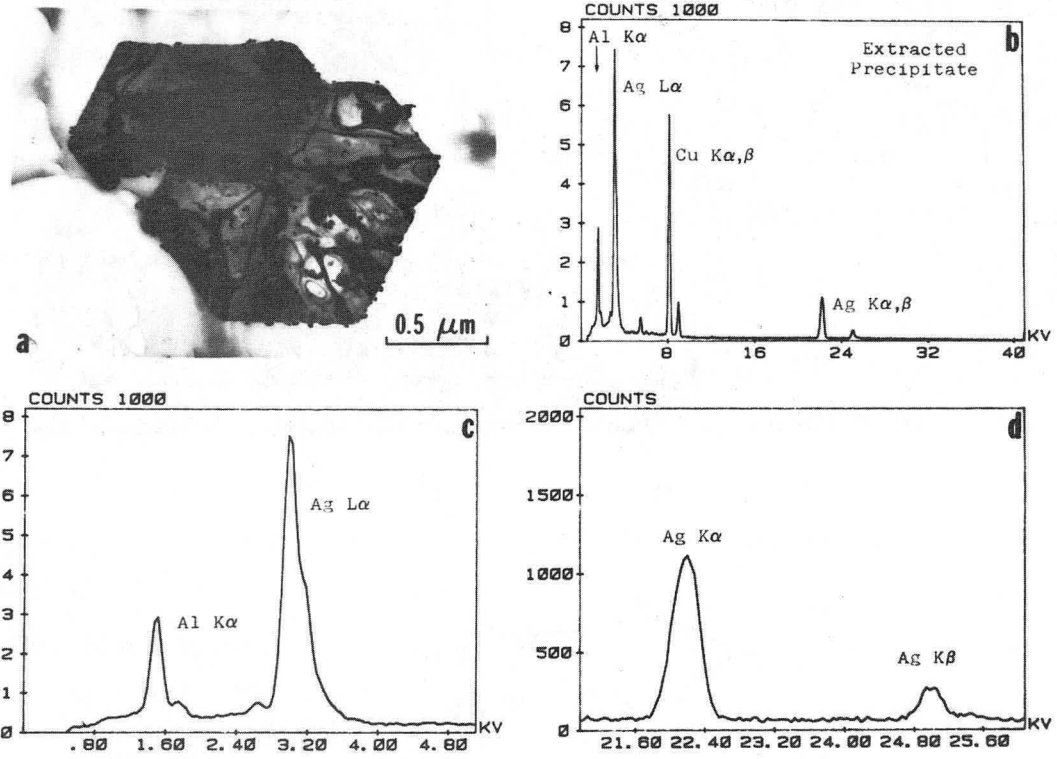 a
0.5 μm
COUNTS 1000
b
8
7
6
5
4
3
2
1
0
Al Kα
Extracted
Precipitate
Ag Lα
Cu Kα,β
Ag Kα,β
8 16 24 32 40
KV
COUNTS 1000
c
8
7
6
5
4
3
2
1
0
Ag Lα
Al Kα
.80 1.60 2.40 3.20 4.00 4.80
KV
COUNTS
d
2000
1500
1000
500
0
Ag Kα
Ag Kβ
21.60 22.40 23.20 24.00 24.80 25.60
KV